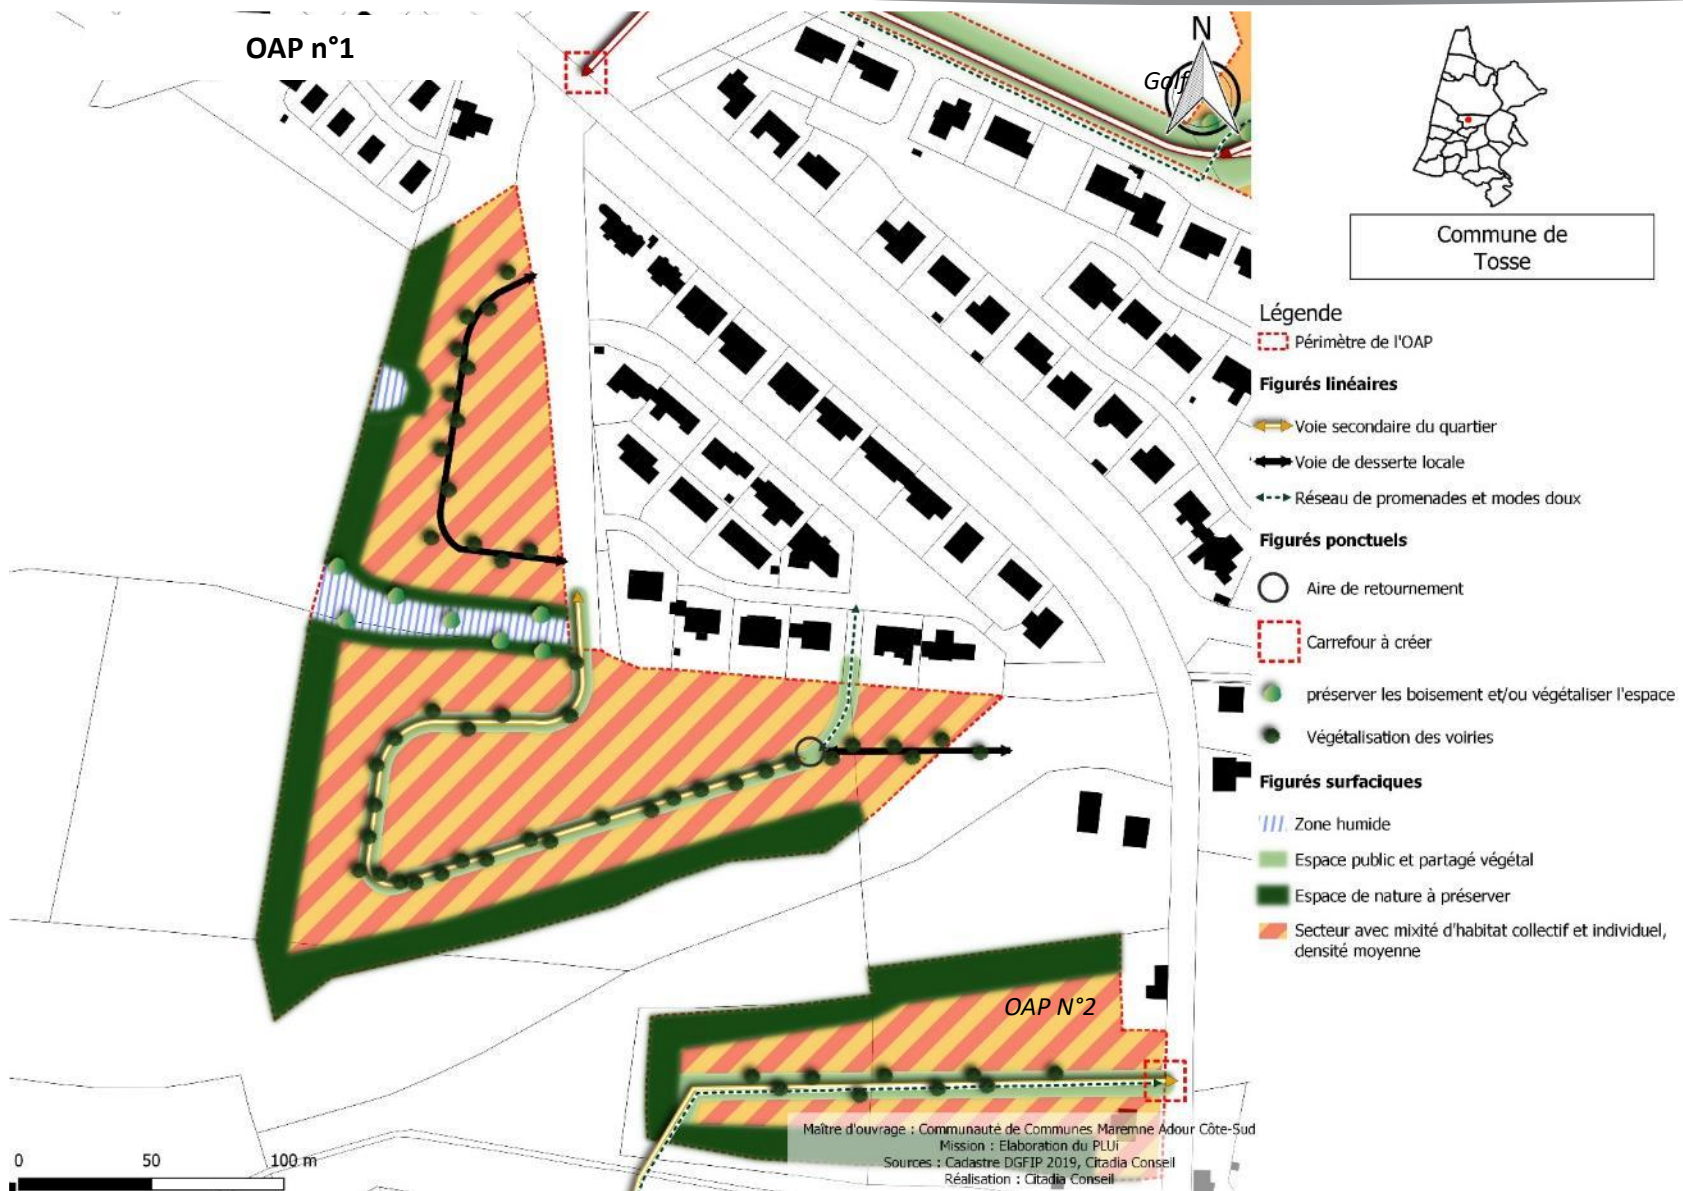 OAP n°1
N
Golf
Commune de
Tosse
Légende
Périmètre de l'OAP
Figurés linéaires
Voie secondaire du quartier
Voie de desserte locale
Réseau de promenades et modes doux
Figurés ponctuels
Aire de retournement
Carrefour à créer
préserver les boisement et/ou végétaliser l'espace
Végétalisation des voiries
Figurés surfaciques
Zone humide
Espace public et partagé végétal
Espace de nature à préserver
Secteur avec mixité d'habitat collectif et individuel,
densité moyenne
OAP N°2
Maître d'ouvrage : Communauté de Communes Maremne Adour Côte-Sud
Mission : Elaboration du PLUi
Sources : Cadastre DGFIP 2019, Citadia Conseil
Réalisation : Citadia Conseil
0 50 100 m